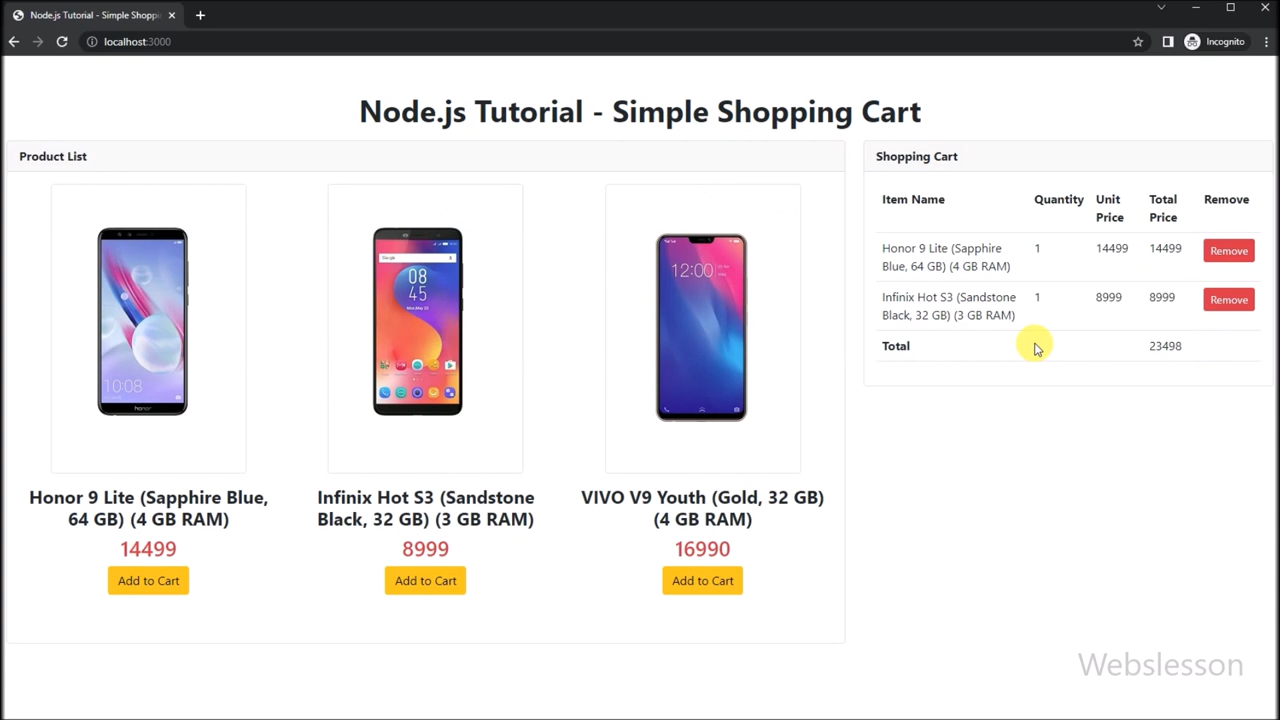 Node.js Tutorial - Simple Shoppi
localhost:3000
Incognito
Node.js Tutorial - Simple Shopping Cart
Product List
10:08
honor
Honor 9 Lite (Sapphire Blue,
64 GB) (4 GB RAM)
14499
Add to Cart
Google
08
45
Infinix Hot S3 (Sandstone
Black, 32 GB) (3 GB RAM)
8999
Add to Cart
12:00
VIVO V9 Youth (Gold, 32 GB)
(4 GB RAM)
16990
Add to Cart
Shopping Cart
Item Name Quantity Unit Price Total Price Remove
Honor 9 Lite (Sapphire 1 14499 14499 Remove
Blue, 64 GB) (4 GB RAM)
Infinix Hot S3 (Sandstone 1 8999 8999 Remove
Black, 32 GB) (3 GB RAM)
Total 23498
Webslesson